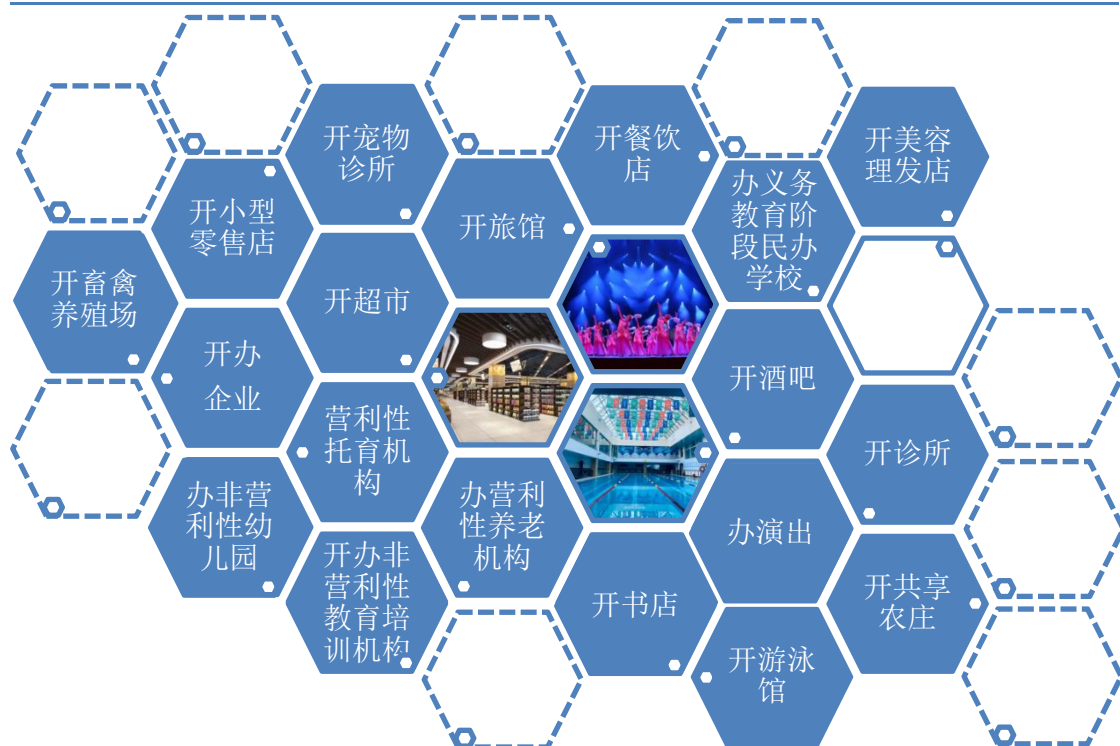 开宠物
诊所
开餐饮
店
开美容
理发店
开小型
零售店
开旅馆
办义务
教育阶
段民办
学校
开畜禽
养殖场
开超市
开办
企业
开酒吧
营利性
托育机
构
开诊所
办非营
利性幼
儿园
办营利
性养老
机构
办演出
开办非
营利性
教育培
训机构
开书店
开共享
农庄
开游泳
馆